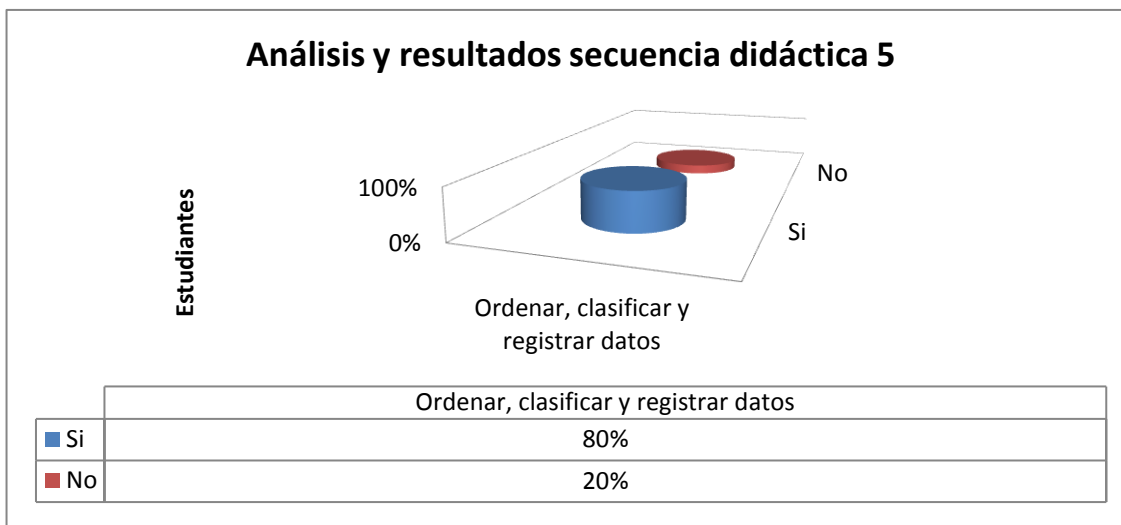 Análisis y resultados secuencia didáctica 5
Estudiantes
100%
0%
No
Si
Ordenar, clasificar y
registrar datos
Ordenar, clasificar y registrar datos
Si 80%
No 20%